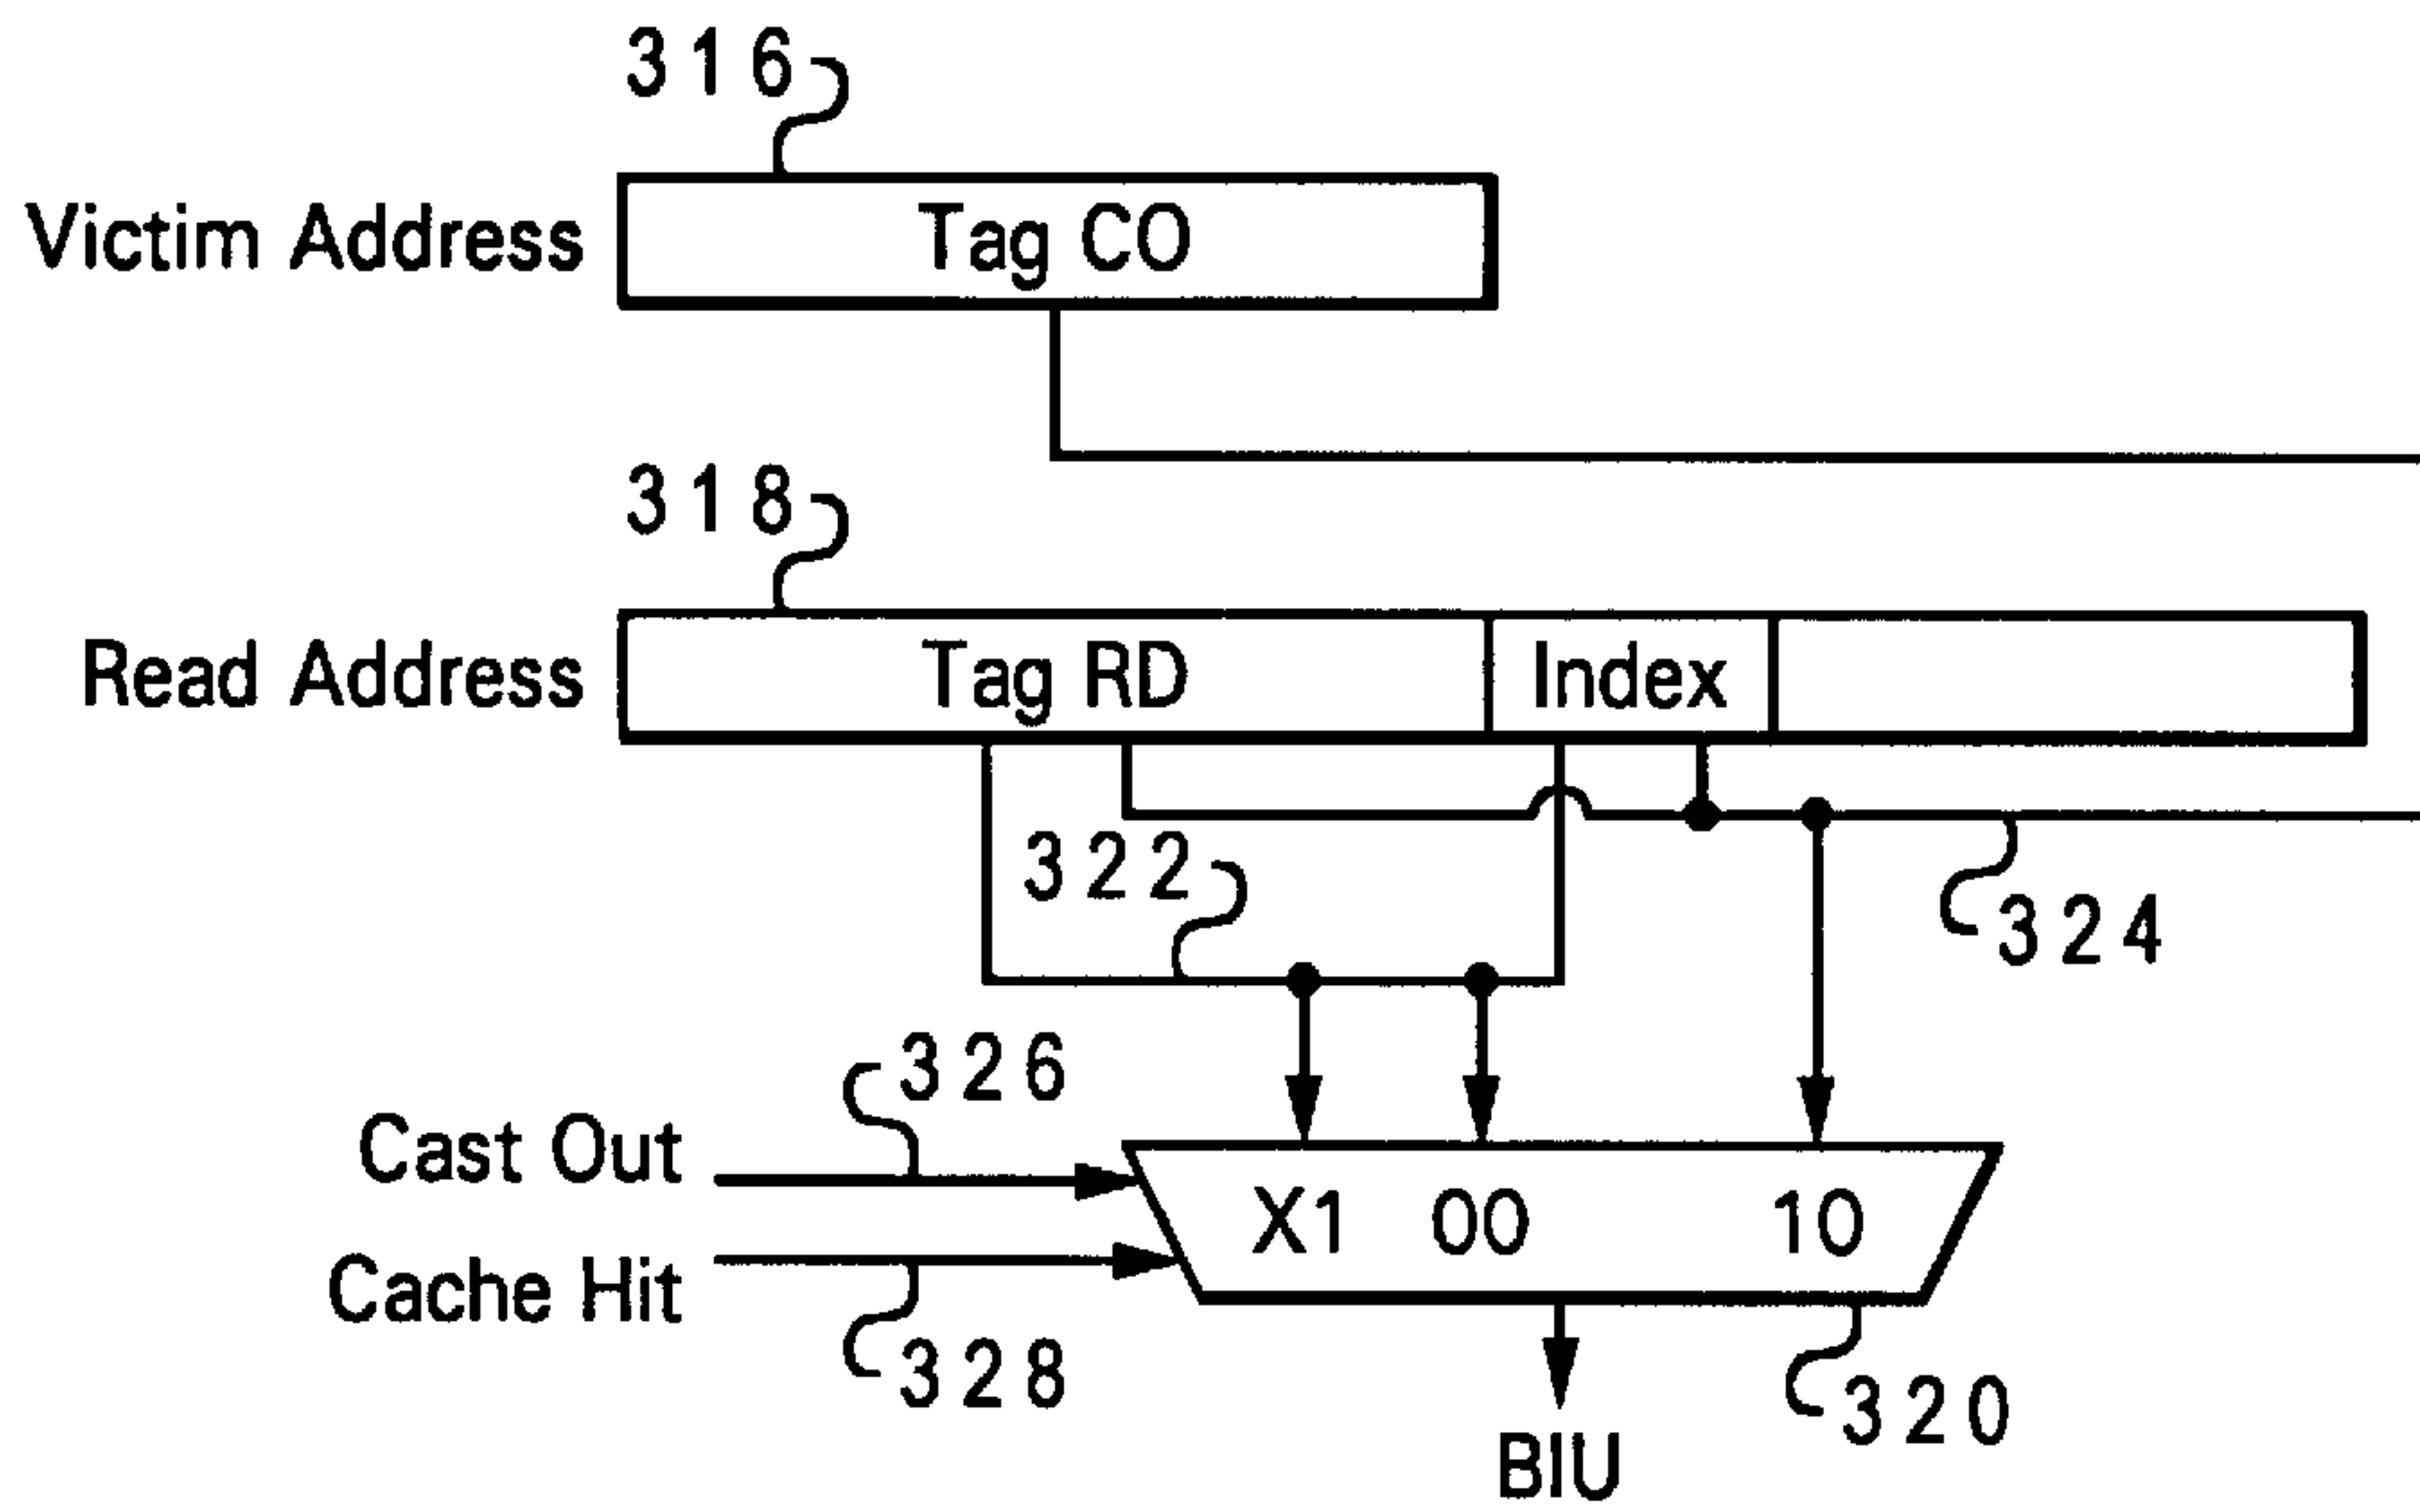 316
Victim Address
Tag CO
318
Read Address
Tag RD
Index
322
324
326
Cast Out
X1 00 10
Cache Hit
328
320
BIU